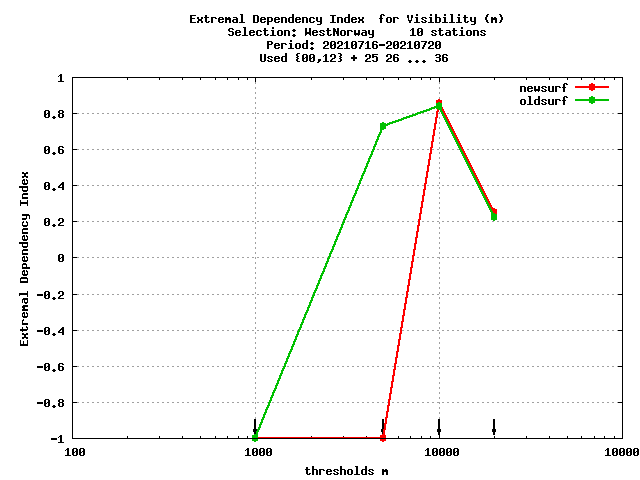 Extremal Dependency Index  for Visibility (m)
Selection: WestNorway     10 stations
Period: 20210716-20210720
Used {00,12} + 25 26 ... 36
newsurf
oldsurf
1
0.8
0.6
0.4
0.2
0
-0.2
-0.4
-0.6
-0.8
-1
Extremal Dependency Index
100
1000
10000
10000
thresholds m